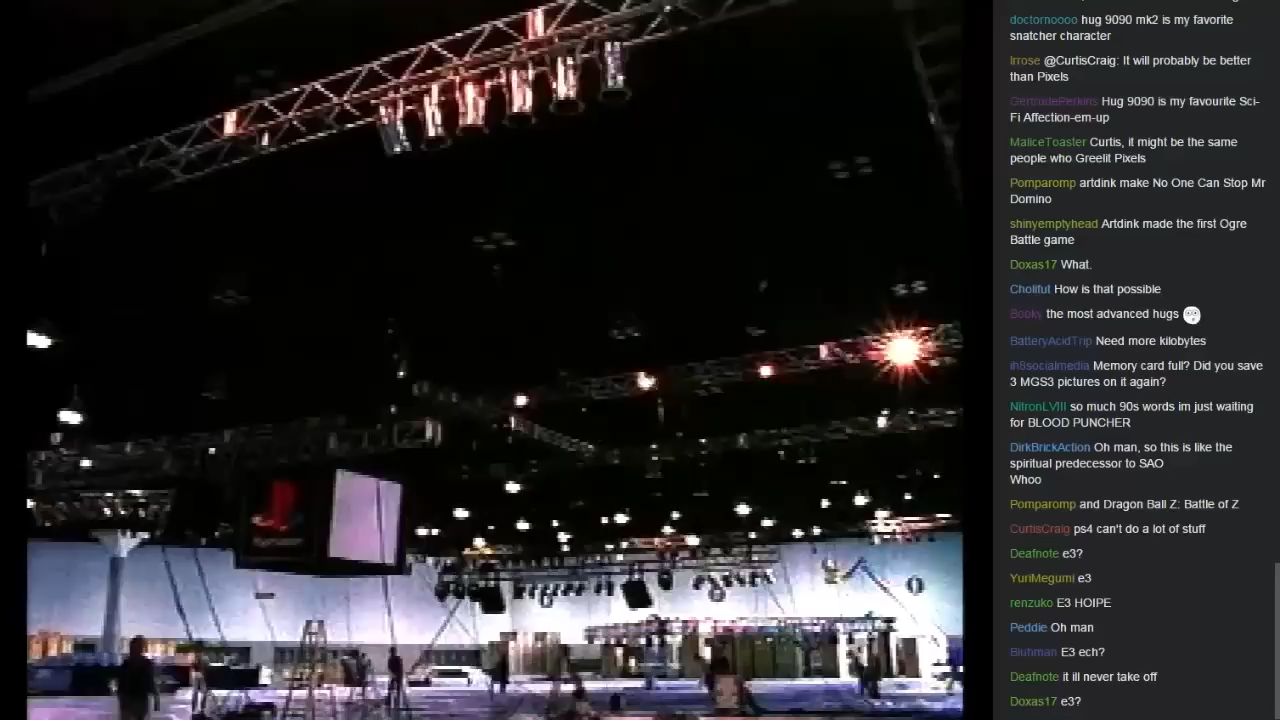 doctornoooo hug 9090 mk2 is my favorite
snatcher character
Irrose @CurtisCraig: It will probably be better
than Pixels
GertrudePerkins Hug 9090 is my favourite Sci-
Fi Affection-em-up
MaliceToaster Curtis, it might be the same
people who Greelit Pixels
Pomparomp artdink make No One Can Stop Mr
Domino
shinyemptyhead Artdink made the first Ogre
Battle game
Doxas17 What.
Choliful How is that possible
Booky the most advanced hugs
BatteryAcidTrip Need more kilobytes
ih8socialmedia Memory card full? Did you save
3 MGS3 pictures on it again?
NitronLVIII so much 90s words im just waiting
for BLOOD PUNCHER
DirkBrickAction Oh man, so this is like the
spiritual predecessor to SAO
Whoo
Pomparomp and Dragon Ball Z: Battle of Z
CurtisCraig ps4 can't do a lot of stuff
Deafnote e3?
YuriMegumi e3
renzuko E3 HOIPE
Peddie Oh man
Bluhman E3 ech?
Deafnote it ill never take off
Doxas17 e3?